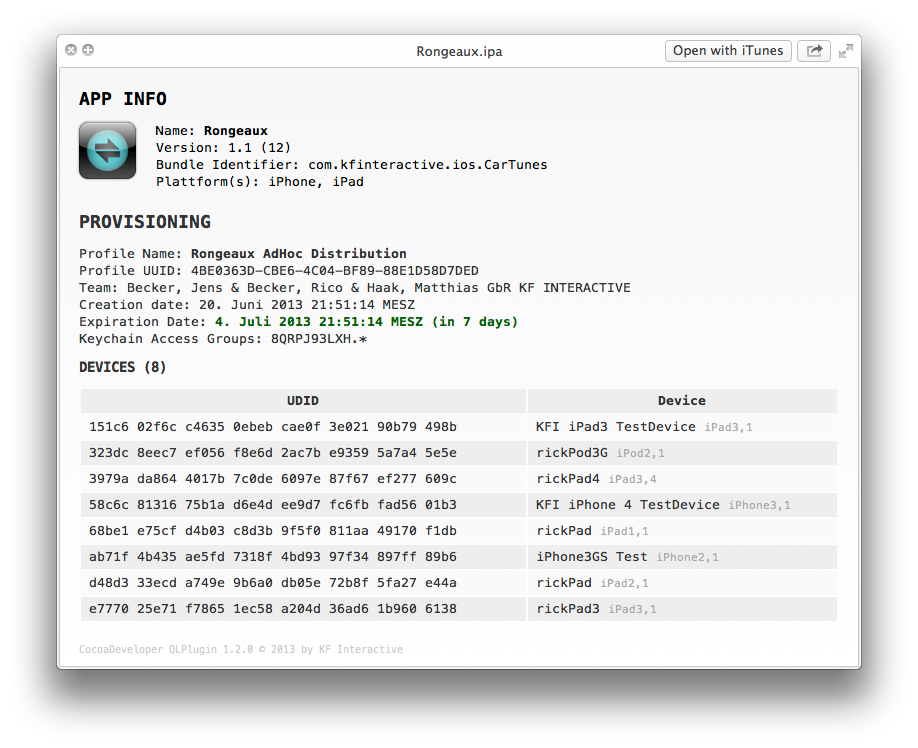 Rongeaux.ipa
Open with iTunes
APP INFO
Name: Rongeaux
Version: 1.1 (12)
Bundle Identifier: com.kfinteractive.ios.CarTunes
Plattform(s): iPhone, iPad
PROVISIONING
Profile Name: Rongeaux AdHoc Distribution
Profile UUID: 4BE0363D-CBE6-4C04-BF89-88E1D58D7DED
Team: Becker, Jens & Becker, Rico & Haak, Matthias GbR KF INTERACTIVE
Creation date: 20. Juni 2013 21:51:14 MESZ
Expiration Date: 4. Juli 2013 21:51:14 MESZ (in 7 days)
Keychain Access Groups: 8QRPJ93LXH.*
DEVICES (8)
UDID Device
151c6 02f6c c4635 0ebeb cae0f 3e021 90b79 498b KFI iPad3 TestDevice iPad3,1
323dc 8eec7 ef056 f8e6d 2ac7b e9359 5a7a4 5e5e rickPod3G iPod2,1
3979a da864 4017b 7c0de 6097e 87f67 ef277 609c rickPad4 iPad3,4
58c6c 81316 75b1a d6e4d ee9d7 fc6fb fad56 01b3 KFI iPhone 4 TestDevice iPhone3,1
68be1 e75cf d4b03 c8d3b 9f5f0 811aa 49170 f1db rickPad iPad1,1
ab71f 4b435 ae5fd 7318f 4bd93 97f34 897ff 89b6 iPhone3GS Test iPhone2,1
d48d3 33ecd a749e 9b6a0 db05e 72b8f 5fa27 e44a rickPad iPad2,1
e7770 25e71 f7865 1ec58 a204d 36ad6 1b960 6138 rickPad3 iPad3,1
CocoaDeveloper QLPlugin 1.2.0 © 2013 by KF Interactive